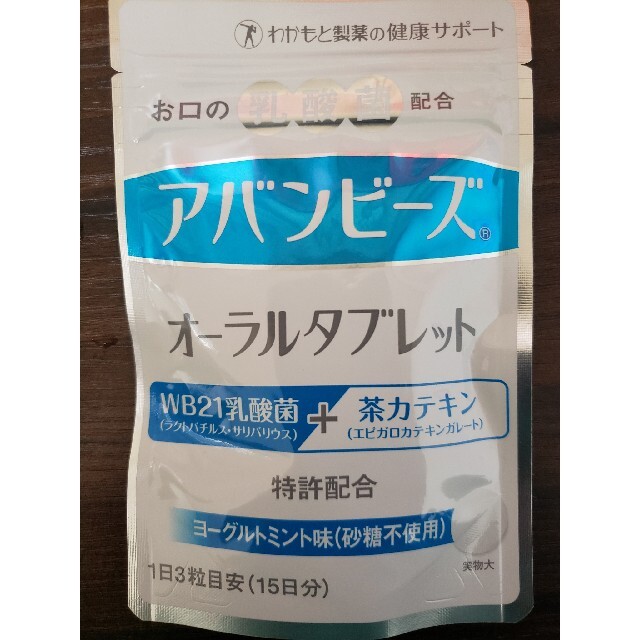 わかもと製薬の健康サポート
お口の 乳酸菌 配合
アバンビーズ®
オーラルタブレット
WB21乳酸菌 + 茶カテキン
(ラクトバチルス・サリバリウス) (エピガロカテキンガレート)
特許配合
ヨーグルトミント味(砂糖不使用)
1日3粒目安(15日分)
実物大